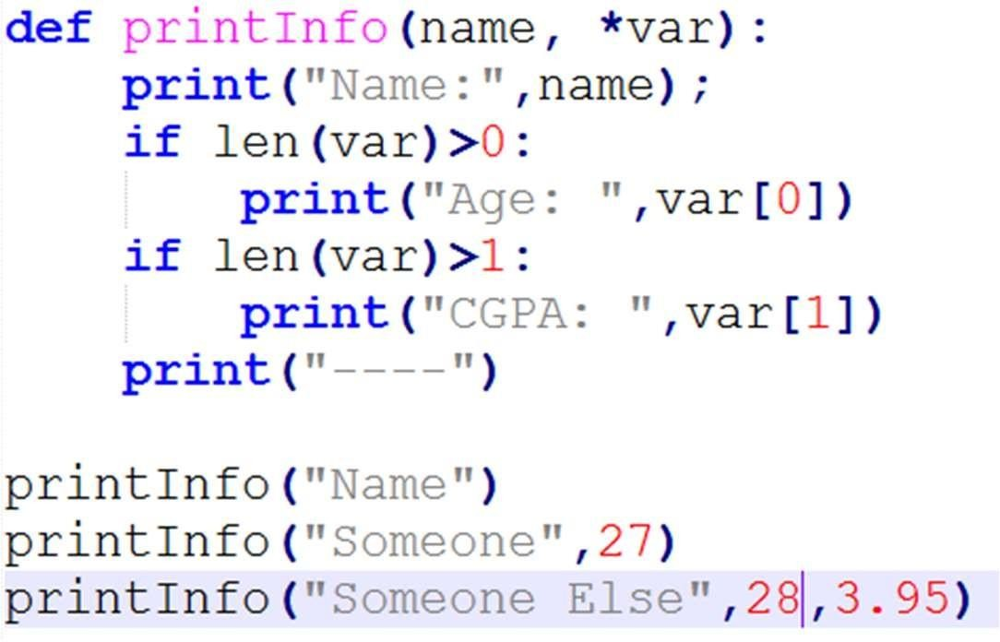 def printInfo(name, *var):
    print("Name:",name);
    if len(var)>0:
        print("Age: ",var[0])
    if len(var)>1:
        print("CGPA: ",var[1])
    print("----")

printInfo("Name")
printInfo("Someone",27)
printInfo("Someone Else",28,3.95)